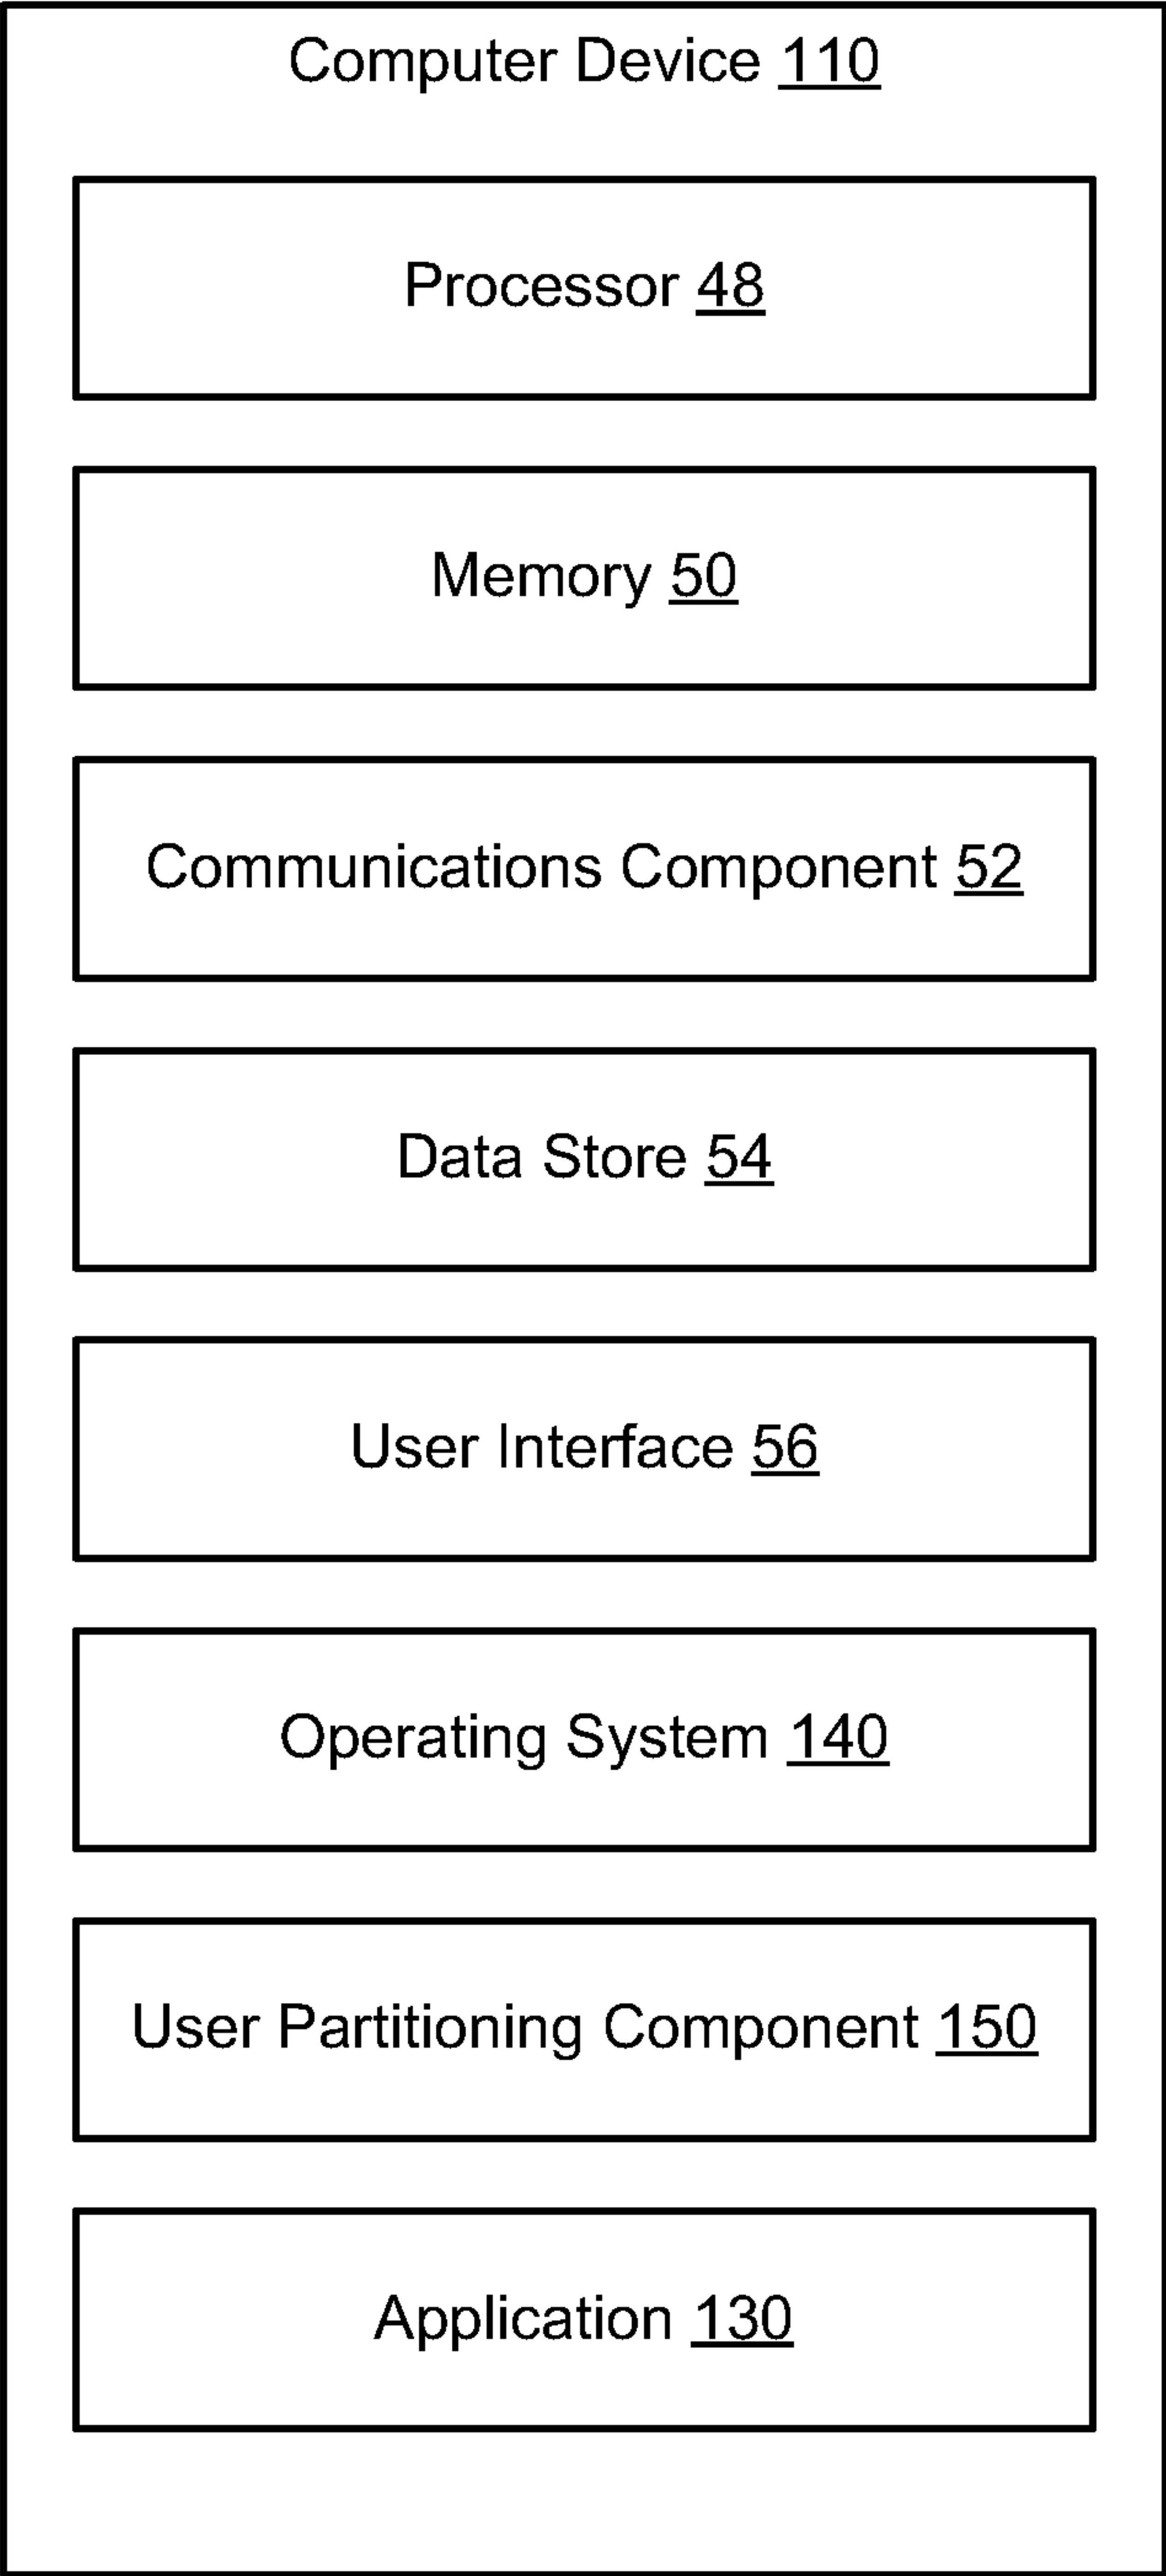 Computer Device 110
Processor 48
Memory 50
Communications Component 52
Data Store 54
User Interface 56
Operating System 140
User Partitioning Component 150
Application 130